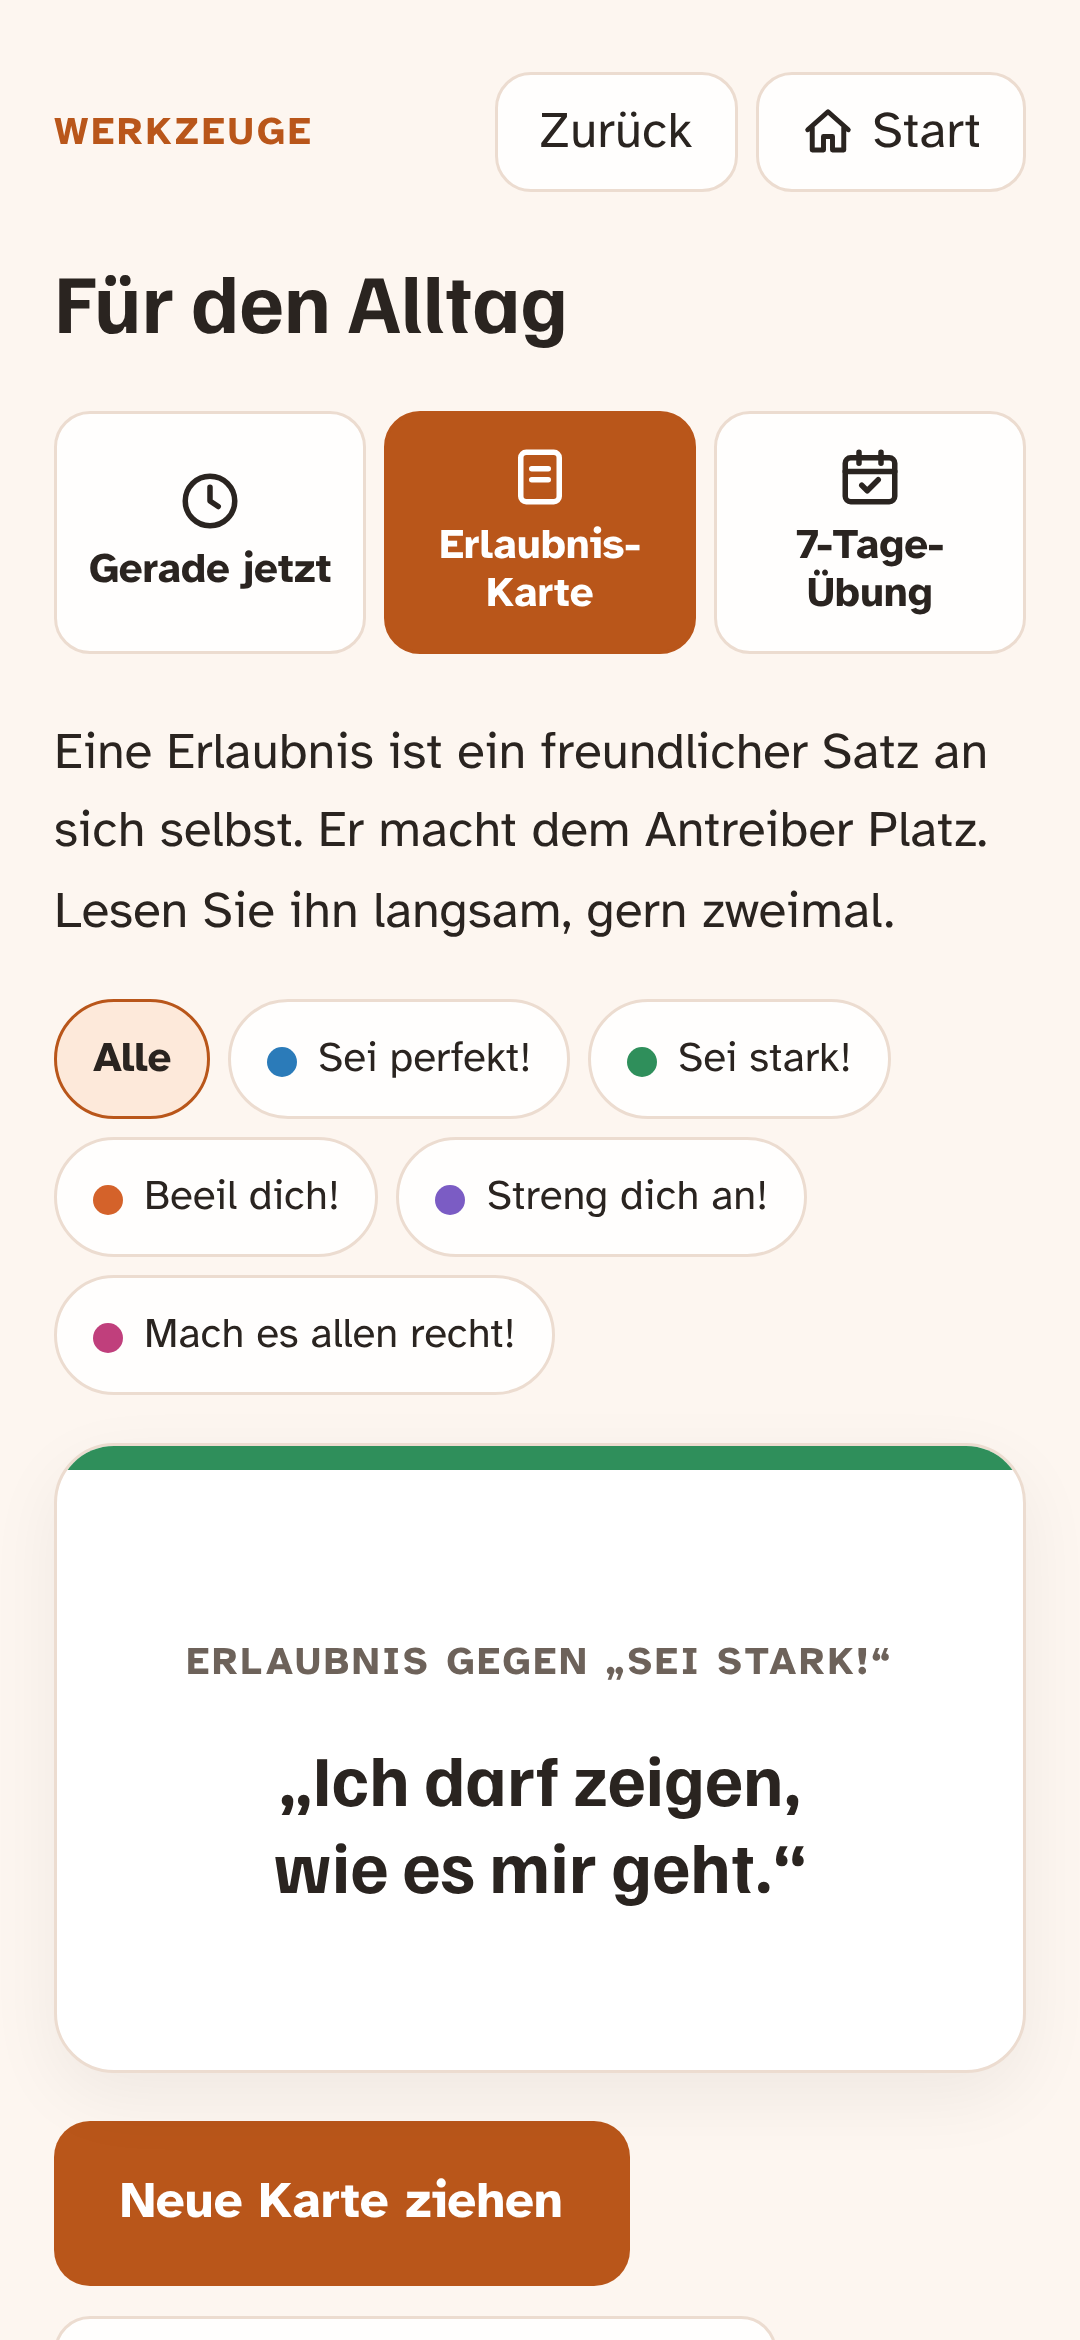 WERKZEUGE
Zurück
Start
Für den Alltag
Gerade jetzt
Erlaubnis-
Karte
7-Tage-
Übung
Eine Erlaubnis ist ein freundlicher Satz an
sich selbst. Er macht dem Antreiber Platz.
Lesen Sie ihn langsam, gern zweimal.
Alle
Sei perfekt!
Sei stark!
Beeil dich!
Streng dich an!
Mach es allen recht!
ERLAUBNIS GEGEN „SEI STARK!“
„Ich darf zeigen,
wie es mir geht.“
Neue Karte ziehen